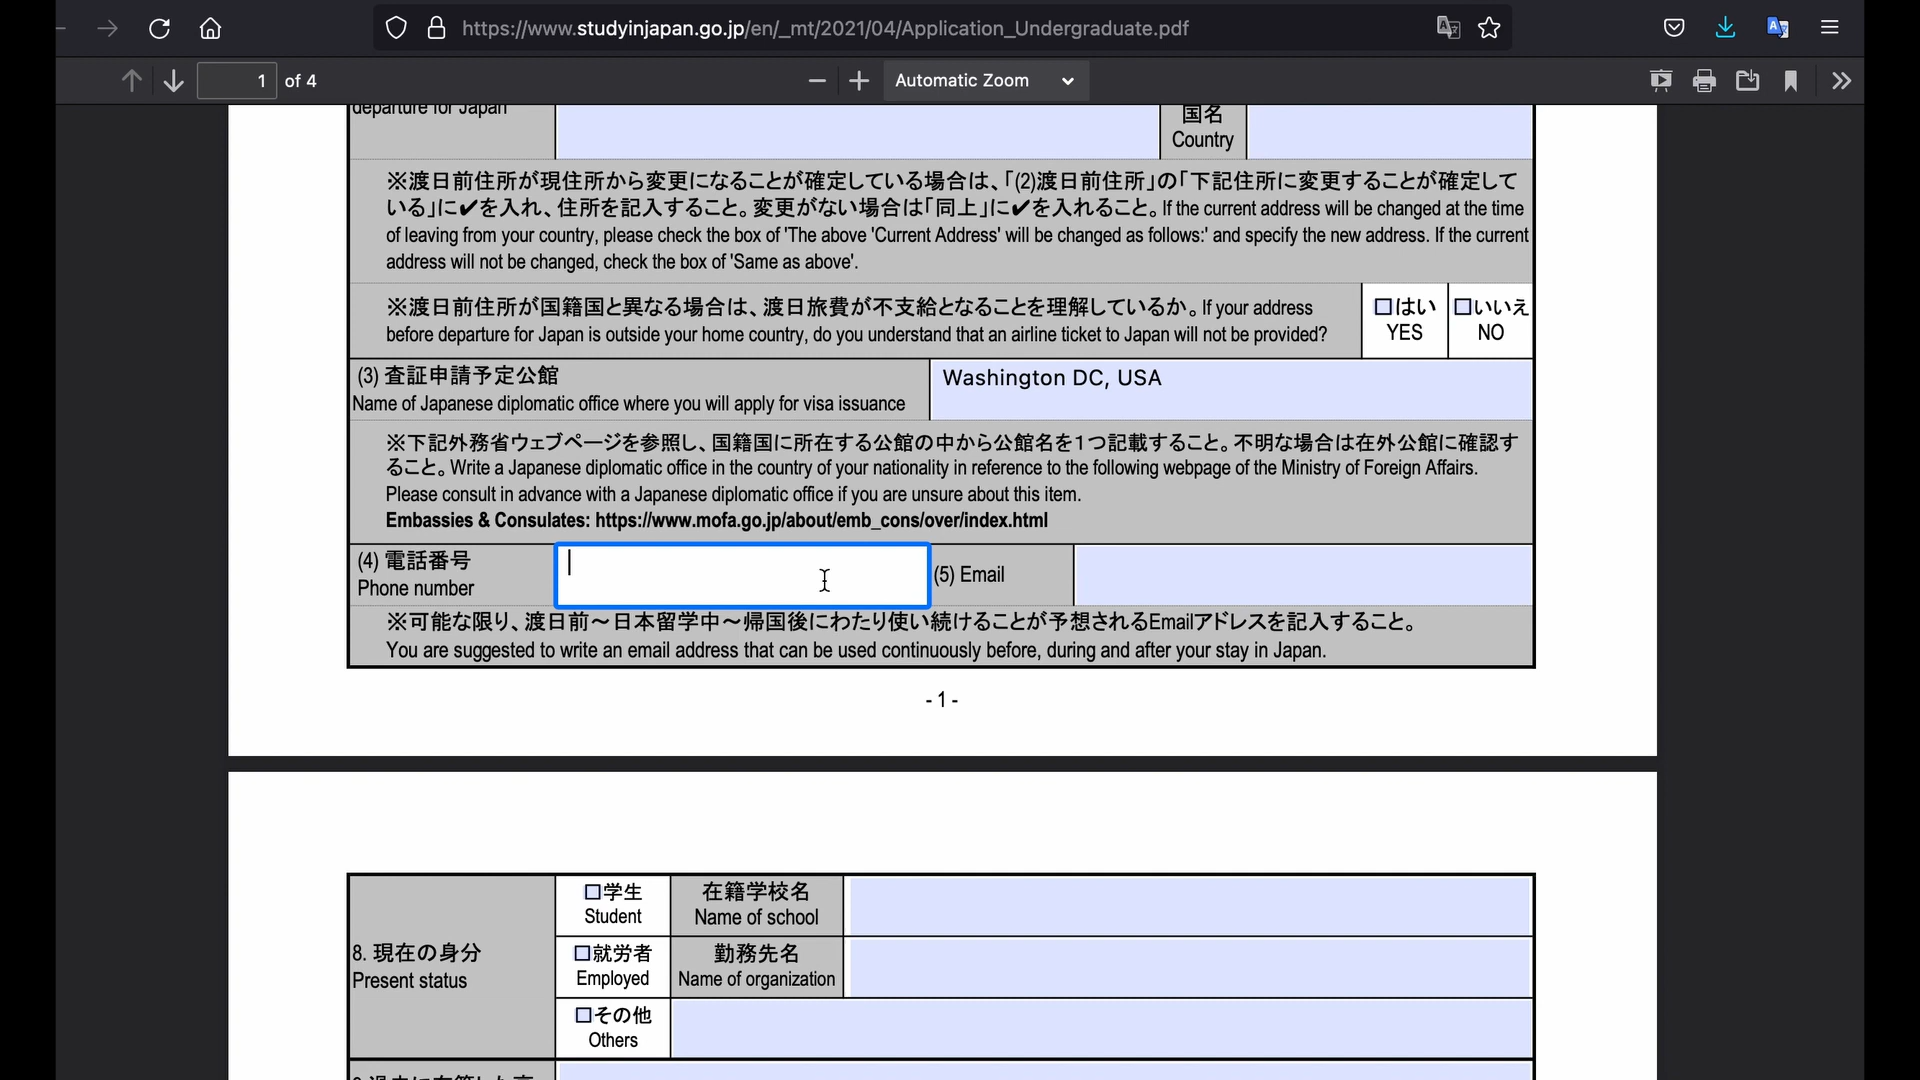 https://www.studyinjapan.go.jp/en/_mt/2021/04/Application_Undergraduate.pdf
1 of 4
Automatic Zoom
departure for Japan
国名
Country
※渡日前住所が現住所から変更になることが確定している場合は、「(2)渡日前住所」の「下記住所に変更することが確定して
いる」に✔を入れ、住所を記入すること。変更がない場合は「同上」に✔を入れること。If the current address will be changed at the time
of leaving from your country, please check the box of 'The above 'Current Address' will be changed as follows:' and specify the new address. If the current
address will not be changed, check the box of 'Same as above'.
※渡日前住所が国籍国と異なる場合は、渡日旅費が不支給となることを理解しているか。If your address
before departure for Japan is outside your home country, do you understand that an airline ticket to Japan will not be provided?
□はい
YES
□いいえ
NO
(3) 査証申請予定公館
Name of Japanese diplomatic office where you will apply for visa issuance
Washington DC, USA
※下記外務省ウェブページを参照し、国籍国に所在する公館の中から公館名を1つ記載すること。不明な場合は在外公館に確認す
ること。Write a Japanese diplomatic office in the country of your nationality in reference to the following webpage of the Ministry of Foreign Affairs.
Please consult in advance with a Japanese diplomatic office if you are unsure about this item.
Embassies & Consulates: https://www.mofa.go.jp/about/emb_cons/over/index.html
(4) 電話番号
Phone number
(5) Email
※可能な限り、渡日前～日本留学中～帰国後にわたり使い続けることが予想されるEmailアドレスを記入すること。
You are suggested to write an email address that can be used continuously before, during and after your stay in Japan.
- 1 -
8. 現在の身分
Present status
□学生
Student
在籍学校名
Name of school
□就労者
Employed
勤務先名
Name of organization
□その他
Others